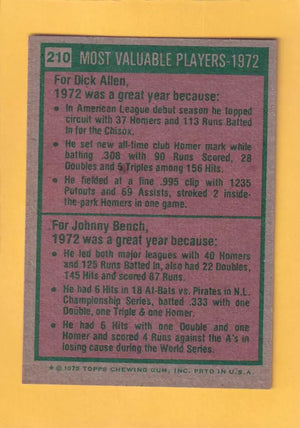 210 MOST VALUABLE PLAYERS-1972
For Dick Allen,
1972 was a great year because:
• In American League debut season he topped
circuit with 37 Homers and 113 Runs Batted
In for the Chisox.
• He set new all-time club Homer mark while
batting .308 with 90 Runs Scored, 28
Doubles and 5 Triples among 156 Hits.
• He fielded at a fine .995 clip with 1235
Putouts and 69 Assists, stroked 2 inside-
the-park Homers in one game.
For Johnny Bench,
1972 was a great year because:
• He led both major leagues with 40 Homers
and 125 Runs Batted In, also had 22 Doubles,
145 Hits and scored 87 Runs.
• He had 6 Hits in 18 At-Bats vs. Pirates in N.L.
Championship Series, batted .333 with one
Double, one Triple & one Homer.
• He had 6 Hits with one Double and one
Homer and scored 4 Runs against the A's in
losing cause during the World Series.
© 1975 TOPPS CHEWING GUM, INC. PRTD IN U.S.A.